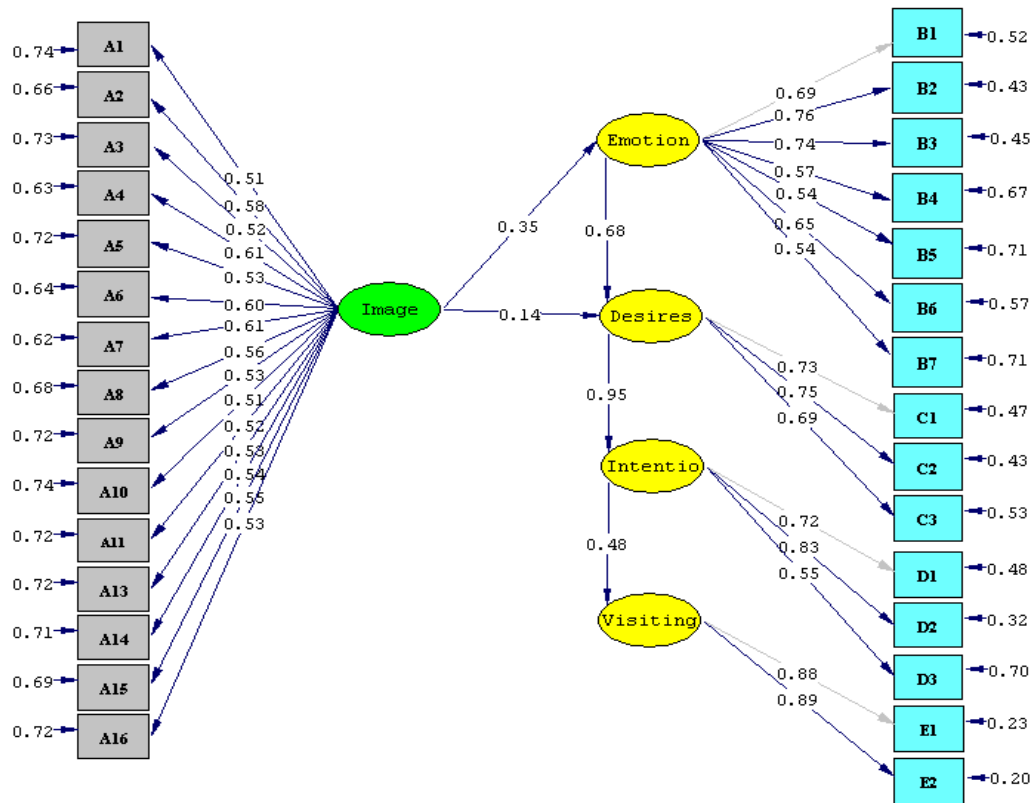 0.74 A1
0.66 A2
0.73 A3
0.63 A4
0.72 A5
0.64 A6
0.62 A7
0.68 A8
0.72 A9
0.74 A10
0.72 A11
0.72 A13
0.71 A14
0.69 A15
0.72 A16
0.51
0.58
0.52
0.61
0.53
0.60
0.61
0.56
0.53
0.51
0.52
0.53
0.54
0.55
0.53
Image
0.35
0.14
Emotion
0.68
Desires
0.95
Intentio
0.48
Visiting
0.69
0.76
0.74
0.57
0.54
0.65
0.54
0.73
0.75
0.69
0.72
0.83
0.55
0.88
0.89
B1 0.52
B2 0.43
B3 0.45
B4 0.67
B5 0.71
B6 0.57
B7 0.71
C1 0.47
C2 0.43
C3 0.53
D1 0.48
D2 0.32
D3 0.70
E1 0.23
E2 0.20